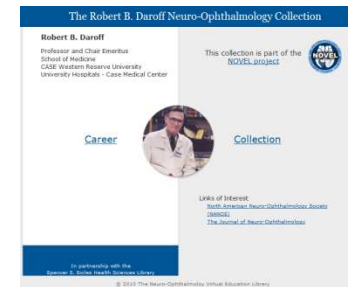 The Robert B. Daroff Neuro-Ophthalmology Collection
Robert B. Daroff
Professor and Chair Emeritus
School of Medicine
CASE Western Reserve University
University Hospitals - Case Medical Center
This collection is part of the
NOVEL project
NOVEL
Career
Collection
Links of Interest
North American Neuro-Ophthalmology Society
(NANOS)
The Journal of Neuro-Ophthalmology
In partnership with the
Spencer S. Eccles Health Sciences Library
© 2010 The Neuro-Ophthalmology Virtual Education Library